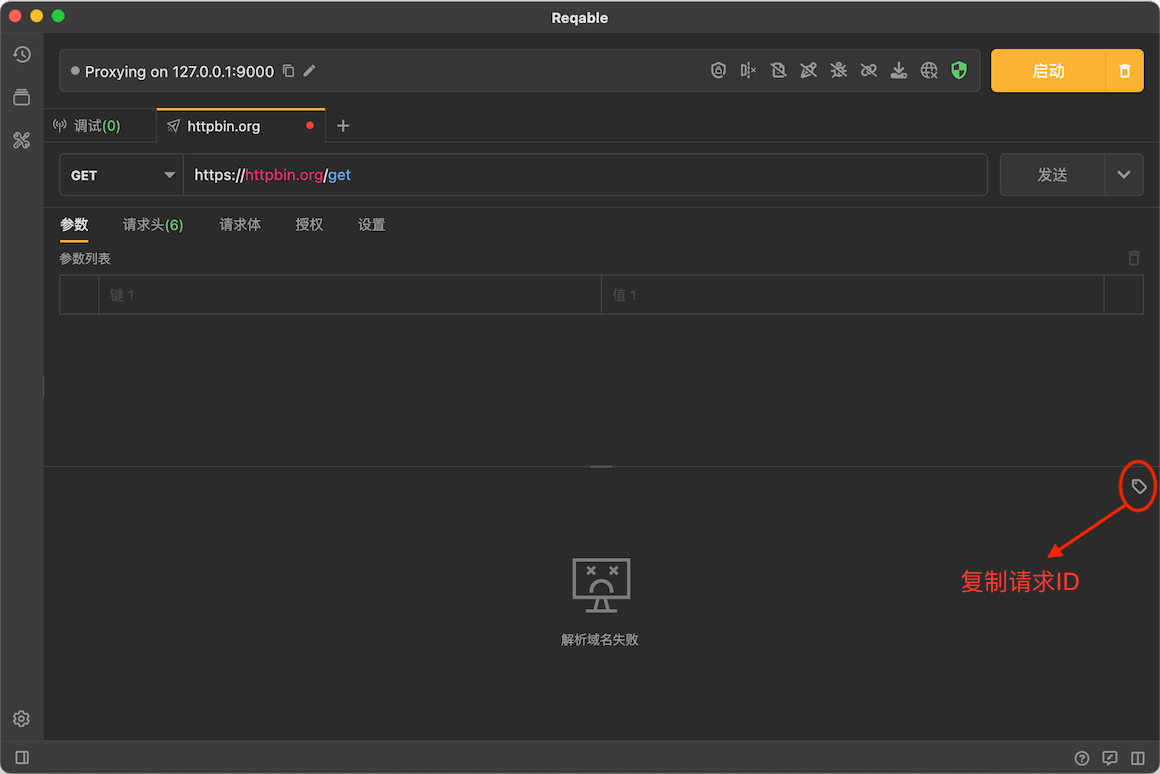 Reqable
Proxying on 127.0.0.1:9000
启动
调试(0)
httpbin.org
GET
https://httpbin.org/get
发送
参数
请求头(6)
请求体
授权
设置
参数列表
键 1
值 1
复制请求ID
解析域名失败